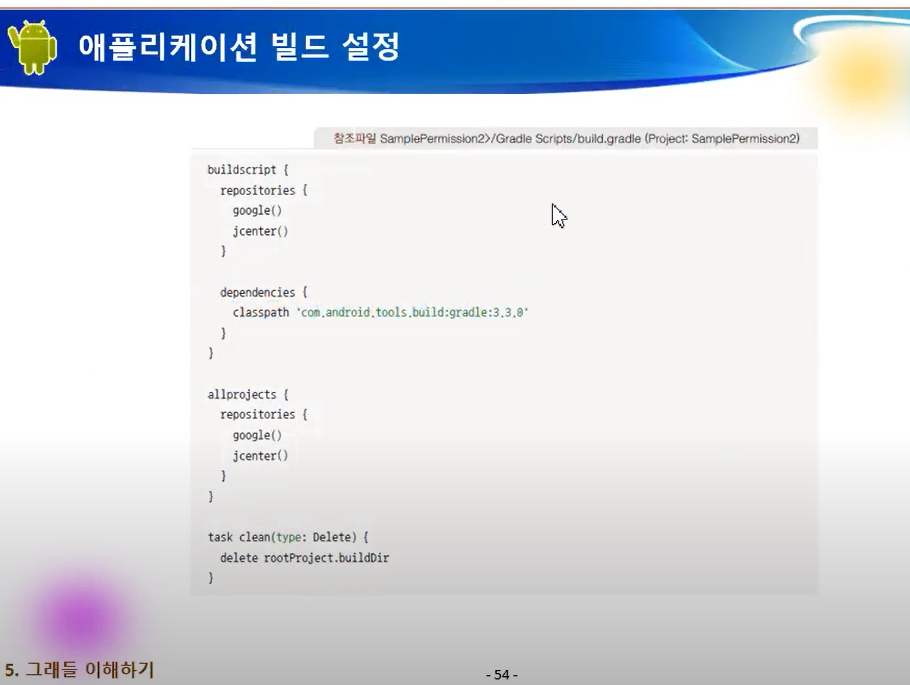 애플리케이션 빌드 설정
참조파일 SamplePermission2>/Gradle Scripts/build.gradle (Project: SamplePermission2)
buildscript {
repositories {
google()
jcenter()
}
dependencies {
classpath 'com.android.tools.build:gradle:3.3.0'
}
}
allprojects {
repositories {
google()
jcenter()
}
}
task clean(type: Delete) {
delete rootProject.buildDir
}
5. 그래들 이해하기
- 54 -